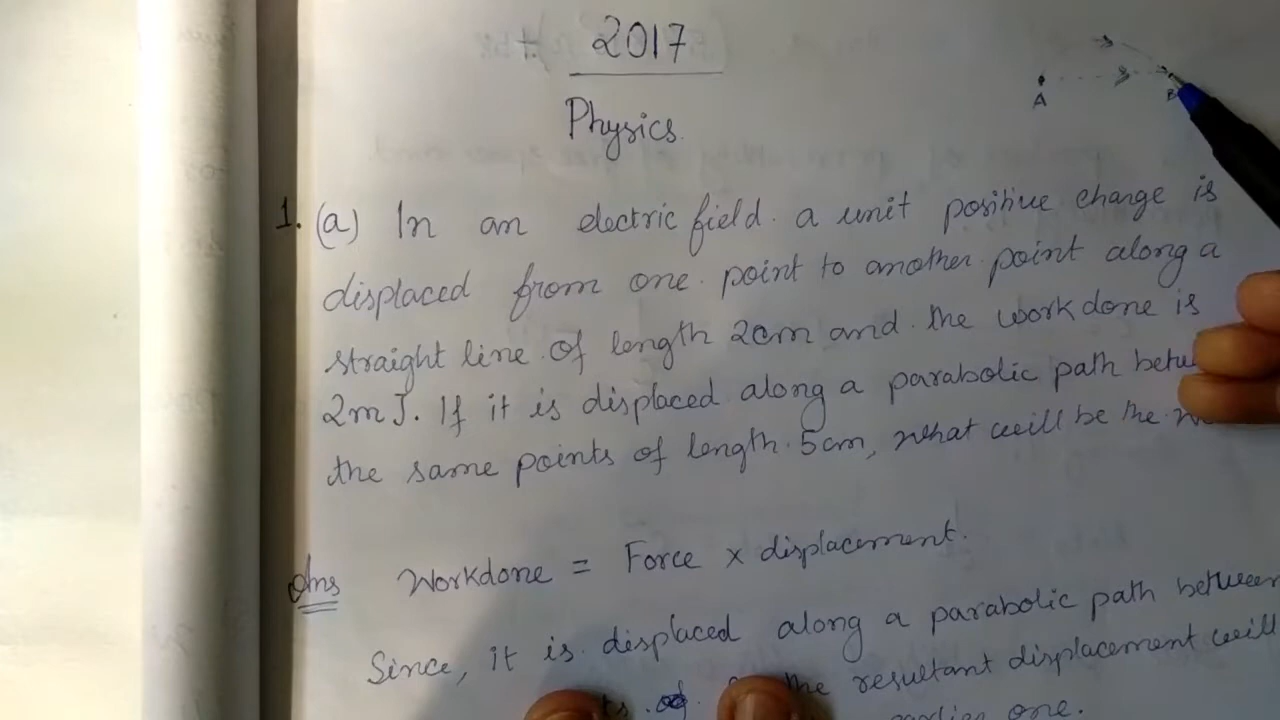 2017
Physics.
A
B
1. (a) In an electric field. a unit positive charge is
displaced from one point to another point along a
straight line of length 2cm and the workdone is
2mJ. If it is displaced along a parabolic path
the same points of length 5cm, what will be the
Ans Workdone = Force x displacement.
Since, it is displaced along a parabolic path between
the resultant displacement will
one.